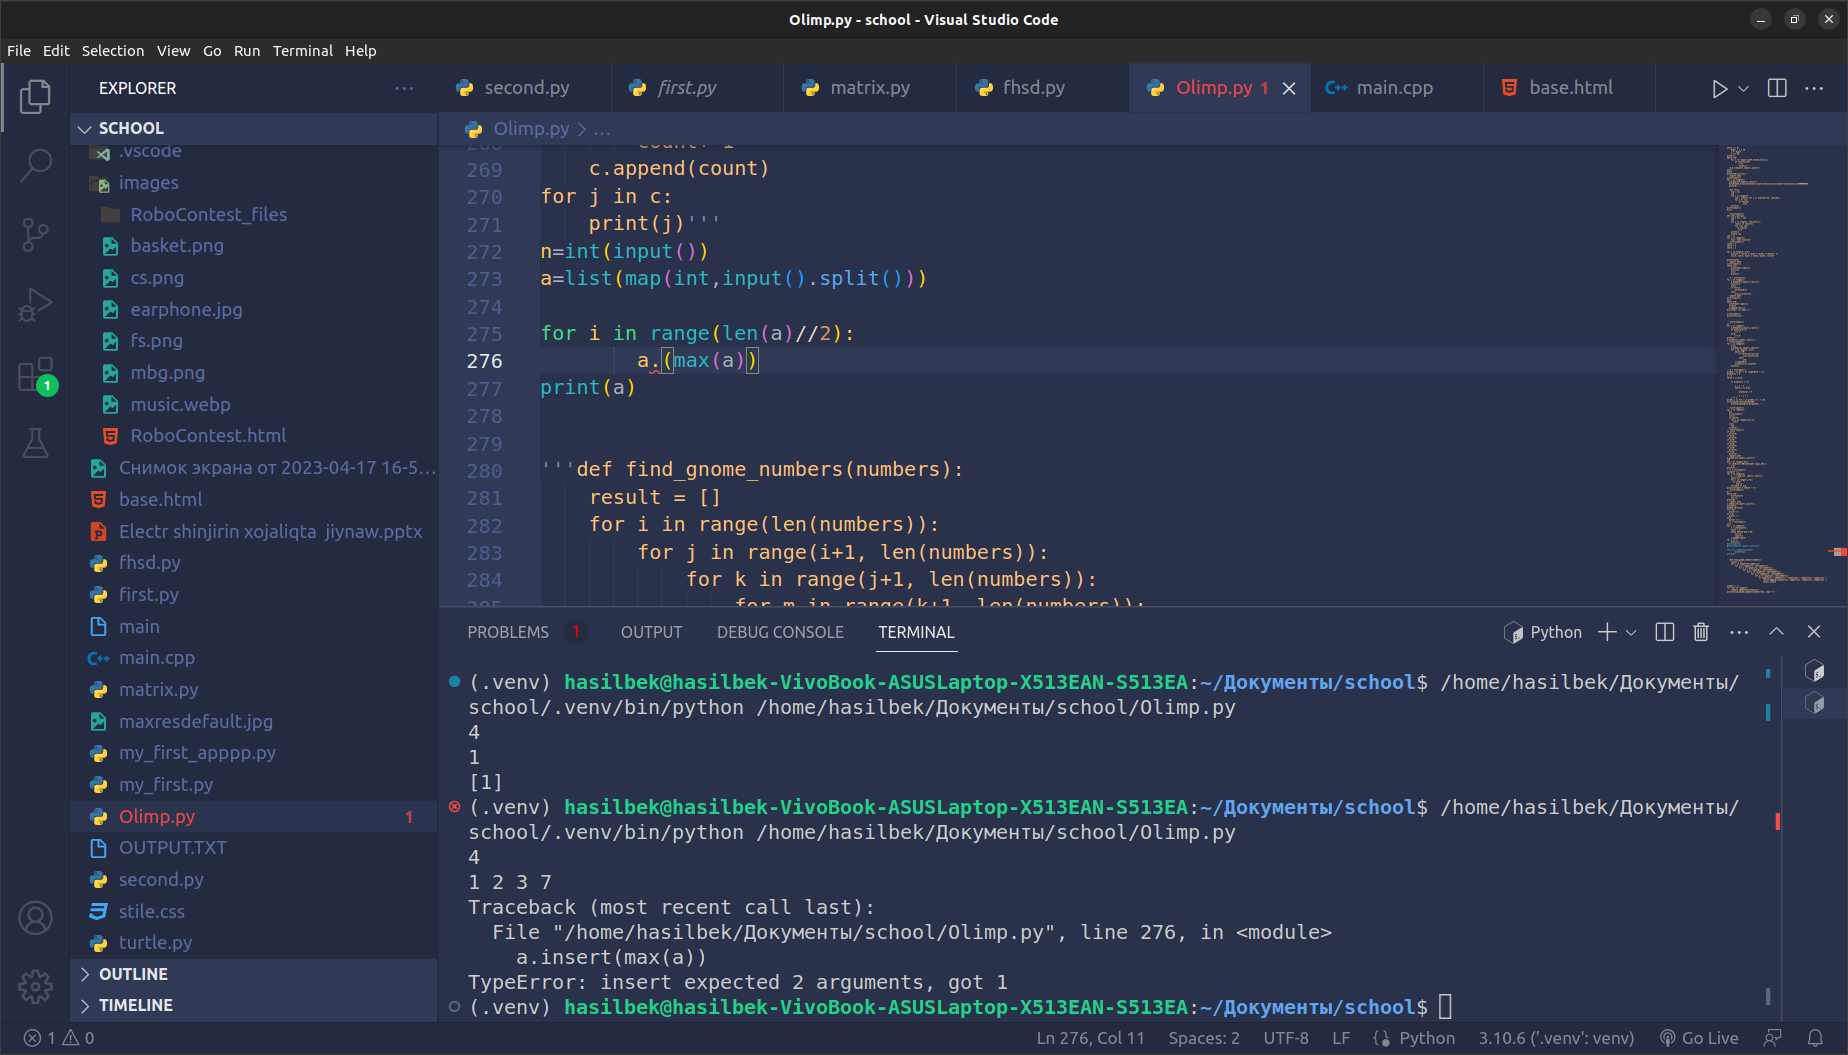 Olimp.py - school - Visual Studio Code
File Edit Selection View Go Run Terminal Help
EXPLORER
SCHOOL
.vscode
images
RoboContest_files
basket.png
cs.png
earphone.jpg
fs.png
mbg.png
music.webp
RoboContest.html
Снимок экрана от 2023-04-17 16-5...
base.html
Electr shinjirin xojaliqta jiynaw.pptx
fhsd.py
first.py
main
main.cpp
matrix.py
maxresdefault.jpg
my_first_apppp.py
my_first.py
Olimp.py 1
OUTPUT.TXT
second.py
stile.css
turtle.py
OUTLINE
TIMELINE
1
second.py first.py matrix.py fhsd.py Olimp.py 1 main.cpp base.html
Olimp.py > ...
269 c.append(count)
270 for j in c:
271 print(j)'''
272 n=int(input())
273 a=list(map(int,input().split()))
274
275 for i in range(len(a)//2):
276 a.(max(a))
277 print(a)
278
279
280 '''def find_gnome_numbers(numbers):
281 result = []
282 for i in range(len(numbers)):
283 for j in range(i+1, len(numbers)):
284 for k in range(j+1, len(numbers)):
285 for m in range(k+1, len(numbers)):
PROBLEMS 1 OUTPUT DEBUG CONSOLE TERMINAL Python
(.venv) hasilbek@hasilbek-VivoBook-ASUSLaptop-X513EAN-S513EA:~/Документы/school$ /home/hasilbek/Документы/
school/.venv/bin/python /home/hasilbek/Документы/school/Olimp.py
4
1
[1]
(.venv) hasilbek@hasilbek-VivoBook-ASUSLaptop-X513EAN-S513EA:~/Документы/school$ /home/hasilbek/Документы/
school/.venv/bin/python /home/hasilbek/Документы/school/Olimp.py
4
1 2 3 7
Traceback (most recent call last):
File "/home/hasilbek/Документы/school/Olimp.py", line 276, in <module>
a.insert(max(a))
TypeError: insert expected 2 arguments, got 1
(.venv) hasilbek@hasilbek-VivoBook-ASUSLaptop-X513EAN-S513EA:~/Документы/school$
1 0 Ln 276, Col 11 Spaces: 2 UTF-8 LF Python 3.10.6 ('.venv': venv) Go Live